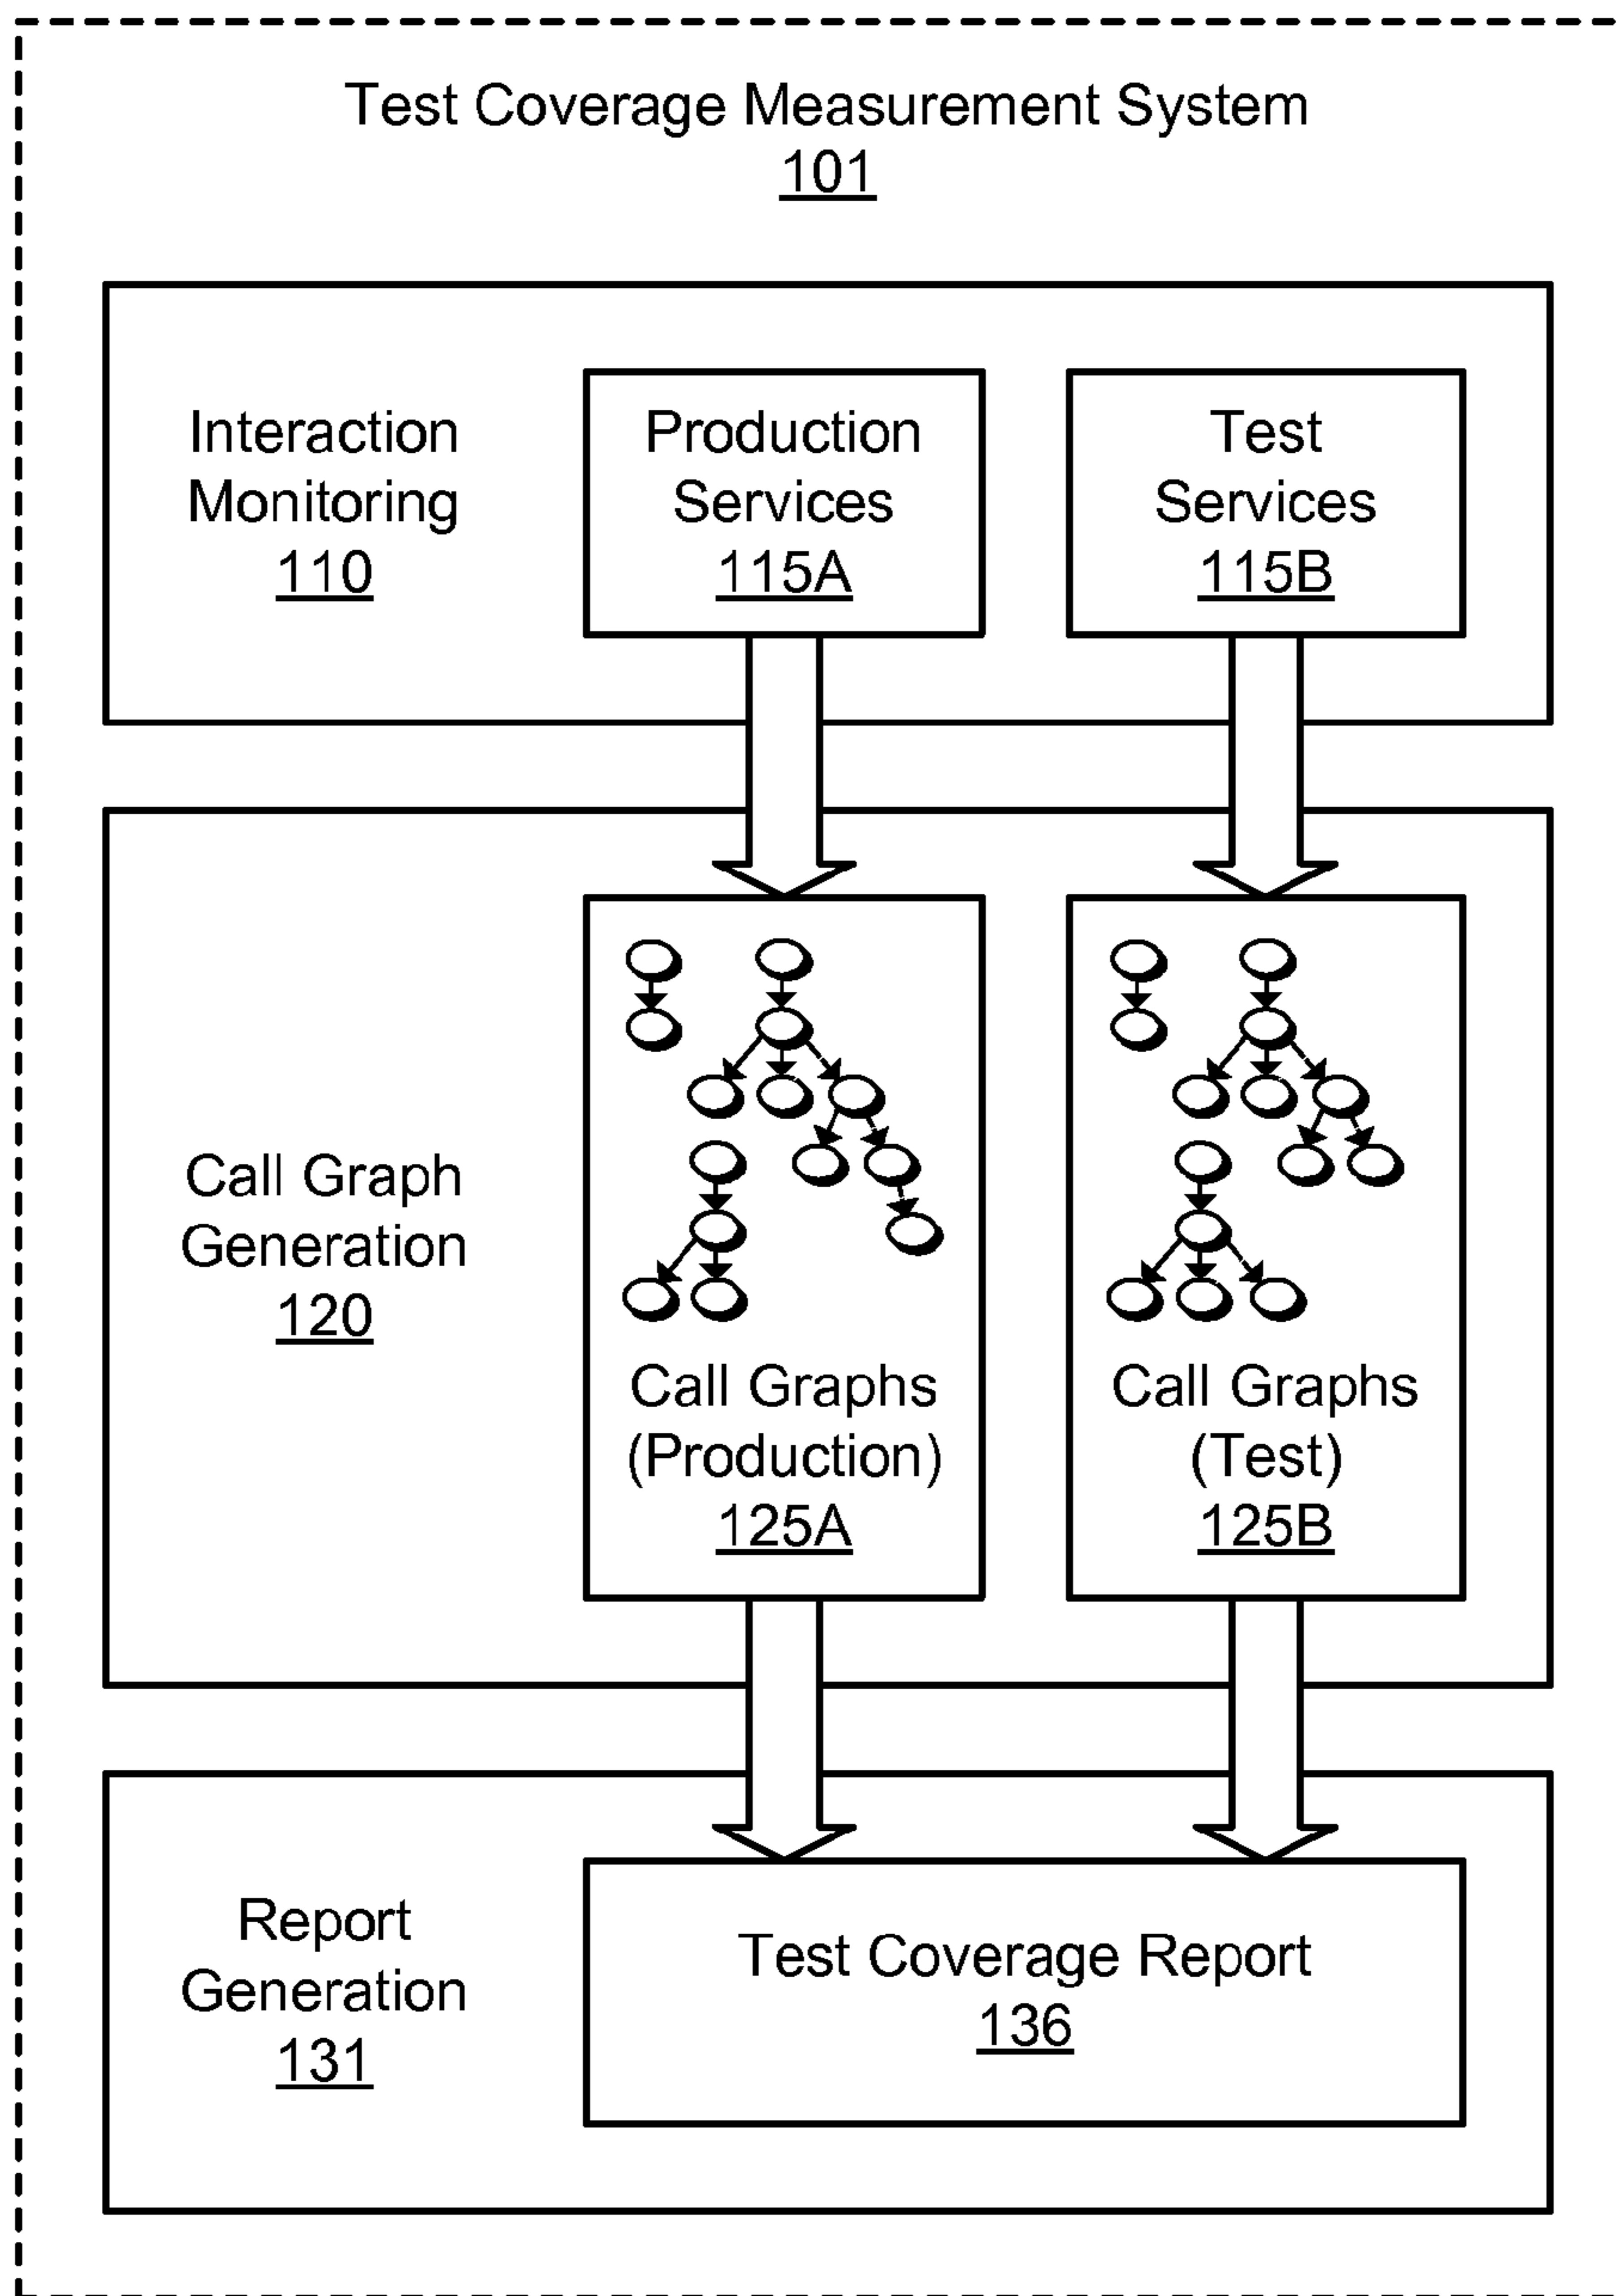 Test Coverage Measurement System
101
Interaction
Monitoring
110
Production
Services
115A
Test
Services
115B
Call Graph
Generation
120
Call Graphs
(Production)
125A
Call Graphs
(Test)
125B
Report
Generation
131
Test Coverage Report
136